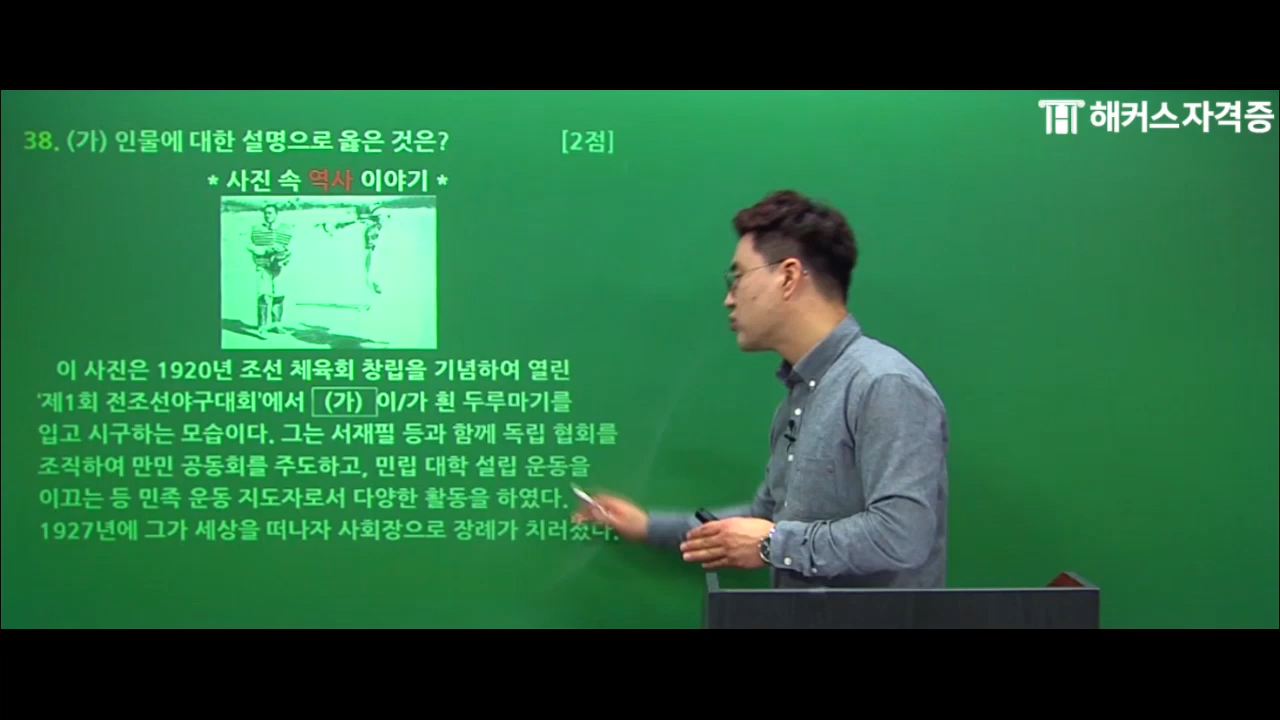 해커스자격증
38. (가) 인물에 대한 설명으로 옳은 것은? [2점]
* 사진 속 역사 이야기 *
이 사진은 1920년 조선 체육회 창립을 기념하여 열린
'제1회 전조선야구대회'에서 (가) 이/가 흰 두루마기를
입고 시구하는 모습이다. 그는 서재필 등과 함께 독립 협회를
조직하여 만민 공동회를 주도하고, 민립 대학 설립 운동을
이끄는 등 민족 운동 지도자로서 다양한 활동을 하였다.
1927년에 그가 세상을 떠나자 사회장으로 장례가 치러졌다.